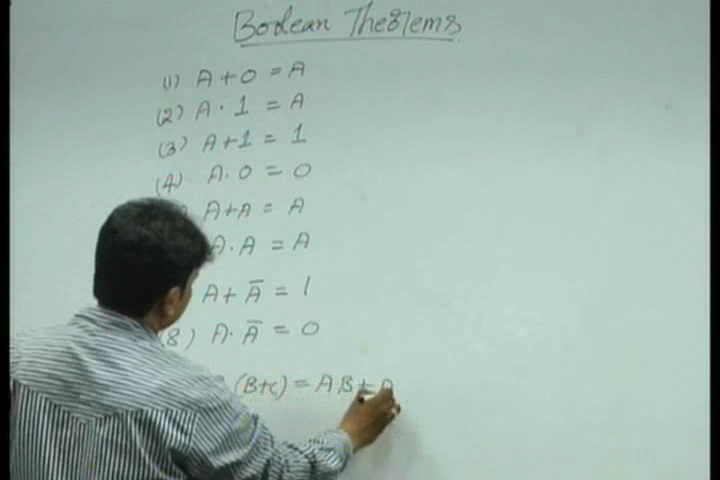 Boolean Theorems
(1) A + 0 = A
(2) A · 1 = A
(3) A + 1 = 1
(4) A · 0 = 0
A + A = A
A · A = A
A + A̅ = 1
(8) A · A̅ = 0
(B+C) = AB + A